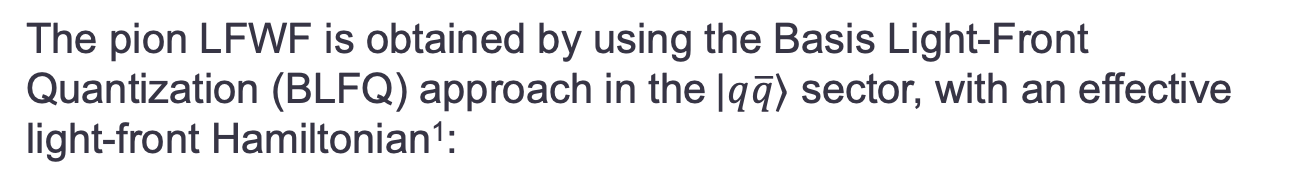 The pion LFWF is obtained by using the Basis Light-Front
Quantization (BLFQ) approach in the |qq̄⟩ sector, with an effective
light-front Hamiltonian¹: